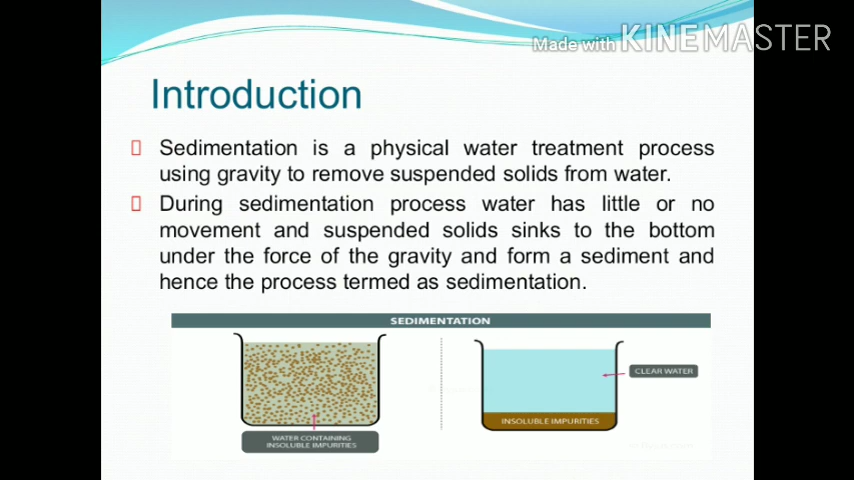 Made with KINEMASTER
Introduction
Sedimentation is a physical water treatment process
using gravity to remove suspended solids from water.
During sedimentation process water has little or no
movement and suspended solids sinks to the bottom
under the force of the gravity and form a sediment and
hence the process termed as sedimentation.
SEDIMENTATION
CLEAR WATER
INSOLUBLE IMPURITIES
WATER CONTAINING
INSOLUBLE IMPURITIES